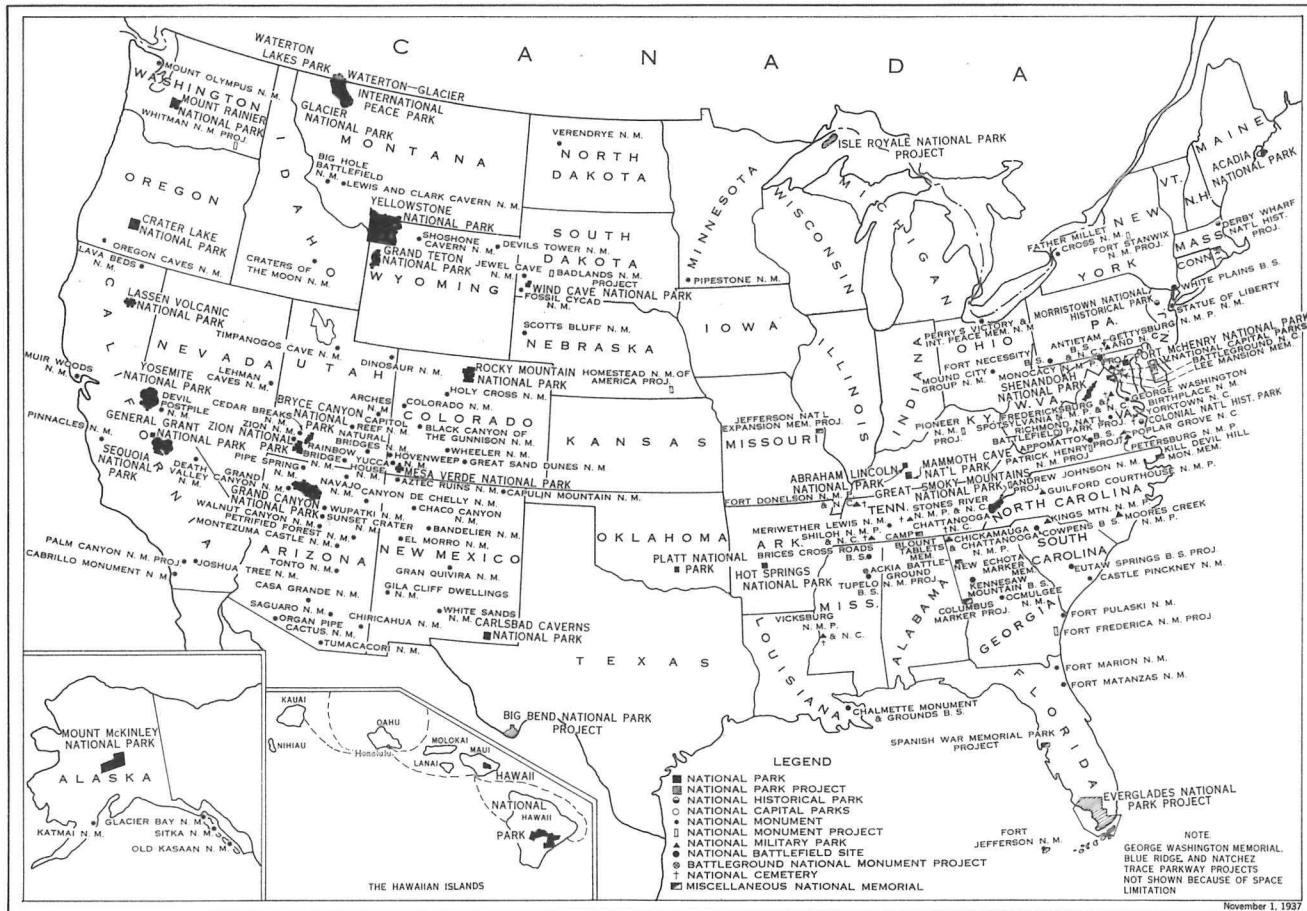 CANADA
WATERTON
LAKES PARK
WATERTON—GLACIER
INTERNATIONAL
PEACE PARK
GLACIER
NATIONAL PARK
MONTANA
MOUNT OLYMPUS N. M.
WASHINGTON
MOUNT RAINIER
NATIONAL
PARK
WHITMAN N. M. PROJ.
IDAHO
BIG HOLE
BATTLEFIELD
N. M.
LEWIS AND CLARK CAVERN N. M.
YELLOWSTONE
NATIONAL PARK
OREGON
CRATER LAKE
NATIONAL PARK
OREGON CAVES N. M.
LAVA BEDS
N. M.
CRATERS OF
THE MOON N. M.
SHOSHONE
CAVERN N. M.
DEVILS TOWER N. M.
GRAND TETON
NATIONAL PARK
WYOMING
JEWEL CAVE
N. M.
BADLANDS N. M.
PROJECT
WIND CAVE NATIONAL PARK
FOSSIL CYCAD
N. M.
VERENDRYE N. M.
NORTH
DAKOTA
SOUTH
DAKOTA
SCOTTS BLUFF N. M.
NEBRASKA
HOMESTEAD N. M. OF
AMERICA PROJ.
MINNESOTA
PIPESTONE N. M.
ISLE ROYALE NATIONAL PARK
PROJECT
WISCONSIN
MICHIGAN
IOWA
ILLINOIS
INDIANA
OHIO
MAINE
ACADIA
NATIONAL PARK
VT.
N.H.
NEW
YORK
MASS.
CONN.
FATHER MILLET
CROSS N. M.
FORT STANWIX
N. M. PROJ.
DERBY WHARF
NAT'L HIST.
PROJ.
WHITE PLAINS B. S.
STATUE OF LIBERTY
N. M.
MORRISTOWN NATIONAL
HISTORICAL PARK
PA.
N.J.
PERRY'S VICTORY &
INT. PEACE MEM. N. M.
ANTIETAM
B. S. & N. C.
GETTYSBURG N. M. P.
AND N. C.
FORT NECESSITY
B. S.
MOUND CITY
GROUP N. M.
MONOCACY N. M. P. PROJ.
FORT McHENRY NATIONAL PARK
NATIONAL CAPITAL PARKS
BATTLEGROUND N. C.
LEE MANSION MEM.
SHENANDOAH
NATIONAL
PARK
W. VA.
VA.
GEORGE WASHINGTON
BIRTHPLACE N. M.
YORKTOWN N. C.
COLONIAL NAT'L HIST. PARK
POPLAR GROVE N. C.
PETERSBURG N. M. P.
FREDERICKSBURG &
SPOTSYLVANIA N. M. P. & N. C.
RICHMOND NAT'L
BATTLEFIELD PARK PROJ.
APPOMATTOX B. S.
PATRICK HENRY
N. M. PROJ.
PIONEER
N. M.
PROJ.
KY.
KILL DEVIL HILL
MON. MEM.
CALIFORNIA
LASSEN VOLCANIC
NATIONAL PARK
NEVADA
UTAH
TIMPANOGOS CAVE N. M.
DINOSAUR N. M.
LEHMAN
CAVES N. M.
MUIR WOODS
N. M.
YOSEMITE
NATIONAL PARK
DEVIL
POSTPILE
N. M.
PINNACLES N. M.
GENERAL GRANT
NATIONAL PARK
SEQUOIA
NATIONAL
PARK
DEATH
VALLEY N. M.
CEDAR BREAKS
N. M.
ZION N. M.
ZION NATIONAL
PARK
BRYCE CANYON
NATIONAL
PARK
ARCHES
N. M.
CAPITOL
REEF N. M.
NATURAL
BRIDGES N. M.
RAINBOW
BRIDGE
N. M.
PIPE SPRING
N. M.
YUCCA
HOUSE
N. M.
HOVENWEEP
N. M.
MESA VERDE NATIONAL PARK
AZTEC RUINS N. M.
ROCKY MOUNTAIN
NATIONAL PARK
HOLY CROSS N. M.
COLORADO N. M.
COLORADO
BLACK CANYON OF
THE GUNNISON N. M.
WHEELER N. M.
GREAT SAND DUNES N. M.
CAPULIN MOUNTAIN N. M.
GRAND
CANYON N. M.
GRAND CANYON
NATIONAL PARK
NAVAJO
N. M.
CANYON DE CHELLY N. M.
CHACO CANYON
N. M.
WUPATKI N. M.
WALNUT CANYON N. M.
SUNSET CRATER
N. M.
PETRIFIED FOREST N. M.
MONTEZUMA CASTLE N. M.
BANDELIER N. M.
EL MORRO N. M.
ARIZONA
NEW MEXICO
TONTO N. M.
GRAN QUIVIRA N. M.
PALM CANYON N. M. PROJ.
CABRILLO MONUMENT N. M.
JOSHUA
TREE N. M.
CASA GRANDE N. M.
GILA CLIFF DWELLINGS
N. M.
SAGUARO N. M.
WHITE SANDS
N. M.
ORGAN PIPE
CACTUS. N. M.
CHIRICAHUA N. M.
CARLSBAD CAVERNS
NATIONAL PARK
TUMACACORI N. M.
KANSAS
MISSOURI
JEFFERSON NAT'L
EXPANSION MEM. PROJ.
OKLAHOMA
PLATT NATIONAL
PARK
ARK.
HOT SPRINGS
NATIONAL PARK
TEXAS
BIG BEND NATIONAL PARK
PROJECT
LOUISIANA
MISS.
ALABAMA
GEORGIA
FLORIDA
ABRAHAM LINCOLN
NATIONAL PARK
MAMMOTH CAVE
NAT'L PARK
GREAT SMOKY MOUNTAINS
NATIONAL PARK
FORT DONELSON N. M. P.
& N. C.
TENN.
STONES RIVER
N. M. P. & N. C.
ANDREW JOHNSON N. M.
PROJ.
GUILFORD COURTHOUSE N. M. P.
NORTH CAROLINA
MERIWETHER LEWIS N. M.
SHILOH N. M. P.
& N. C.
CHATTANOOGA
N. C.
KINGS MTN. N. M. P.
MOORES CREEK
N. M. P.
COWPENS B. S.
BRICES CROSS ROADS
B. S.
CAMP
BLOUNT
TABLETS
MEM.
CHICKAMAUGA
& CHATTANOOGA
N. M. P.
SOUTH
CAROLINA
ACKIA BATTLE-
GROUND
N. M. PROJ.
TUPELO
B. S.
NEW ECHOTA
MARKER
MEM.
KENNESAW
MOUNTAIN B. S.
OCMULGEE
N. M.
COLUMBUS
MARKER PROJ.
EUTAW SPRINGS B. S. PROJ.
CASTLE PINCKNEY N. M.
VICKSBURG
N. M. P.
& N. C.
FORT PULASKI N. M.
FORT FREDERICA N. M. PROJ.
FORT MARION N. M.
FORT MATANZAS N. M.
CHALMETTE MONUMENT
& GROUNDS B. S.
SPANISH WAR MEMORIAL PARK
PROJECT
EVERGLADES NATIONAL
PARK PROJECT
FORT
JEFFERSON N. M.
MOUNT McKINLEY
NATIONAL PARK
ALASKA
KATMAI N. M.
GLACIER BAY N. M.
SITKA N. M.
OLD KASAAN N. M.
KAUAI
NIHIAU
OAHU
Honolulu
MOLOKAI
LANAI
MAUI
HAWAII
NATIONAL
HAWAII
PARK
THE HAWAIIAN ISLANDS
LEGEND
NATIONAL PARK
NATIONAL PARK PROJECT
NATIONAL HISTORICAL PARK
NATIONAL CAPITAL PARKS
NATIONAL MONUMENT
NATIONAL MONUMENT PROJECT
NATIONAL MILITARY PARK
NATIONAL BATTLEFIELD SITE
BATTLEGROUND NATIONAL MONUMENT PROJECT
NATIONAL CEMETERY
MISCELLANEOUS NATIONAL MEMORIAL
NOTE.
GEORGE WASHINGTON MEMORIAL,
BLUE RIDGE, AND NATCHEZ
TRACE PARKWAY PROJECTS
NOT SHOWN BECAUSE OF SPACE
LIMITATION
November 1, 1937